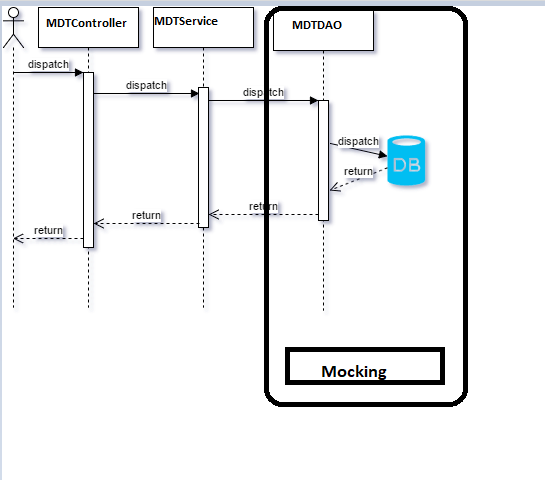 MDTController
MDTService
MDTDAO
dispatch
dispatch
dispatch
dispatch
DB
return
return
return
return
Mocking